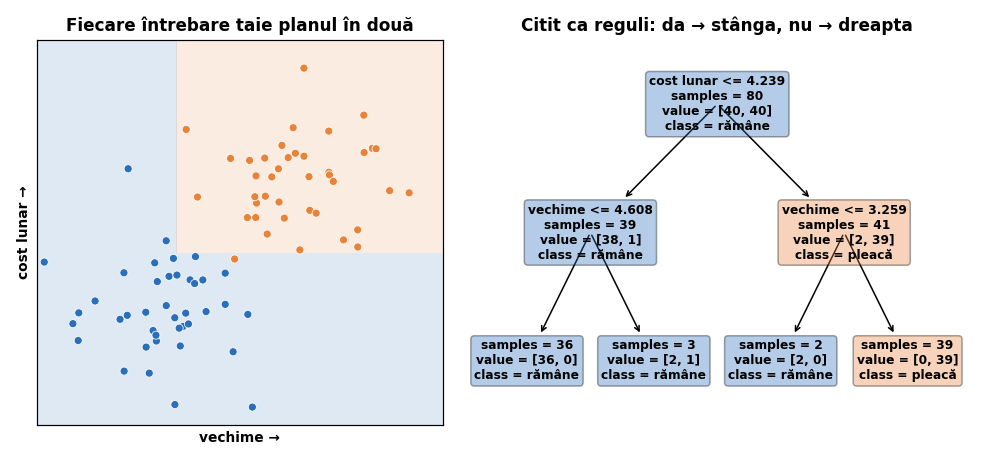 Fiecare întrebare taie planul în două
cost lunar →
vechime →
Citit ca reguli: da → stânga, nu → dreapta
cost lunar <= 4.239
samples = 80
value = [40, 40]
class = rămâne
vechime <= 4.608
samples = 39
value = [38, 1]
class = rămâne
vechime <= 3.259
samples = 41
value = [2, 39]
class = pleacă
samples = 36
value = [36, 0]
class = rămâne
samples = 3
value = [2, 1]
class = rămâne
samples = 2
value = [2, 0]
class = rămâne
samples = 39
value = [0, 39]
class = pleacă